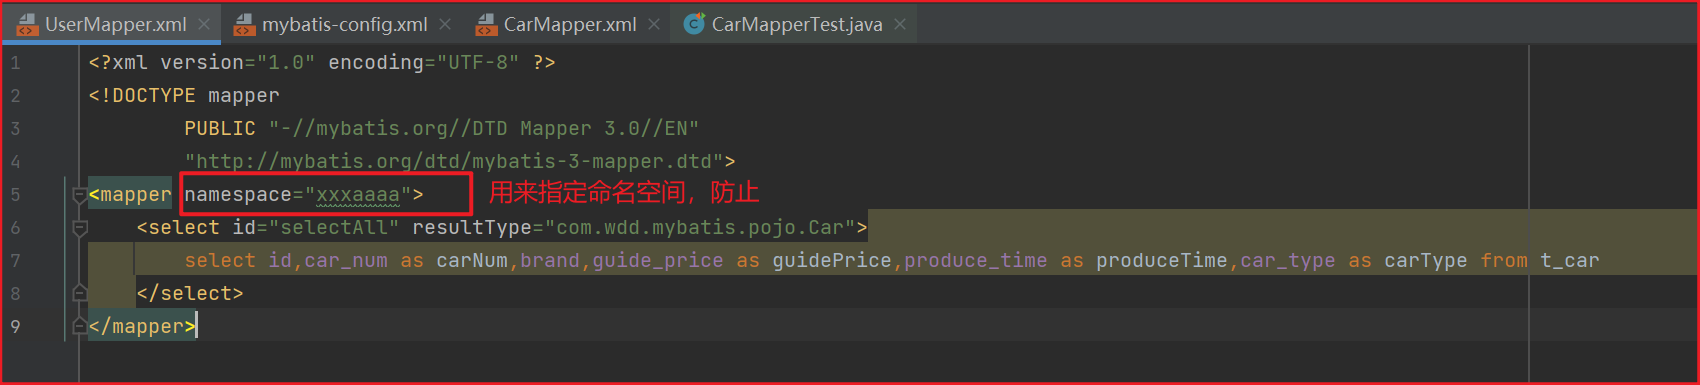 UserMapper.xml mybatis-config.xml CarMapper.xml CarMapperTest.java
1 <?xml version="1.0" encoding="UTF-8" ?>
2 <!DOCTYPE mapper
3 PUBLIC "-//mybatis.org//DTD Mapper 3.0//EN"
4 "http://mybatis.org/dtd/mybatis-3-mapper.dtd">
5 <mapper namespace="xxxaaaa"> 用来指定命名空间，防止
6 <select id="selectAll" resultType="com.wdd.mybatis.pojo.Car">
7 select id,car_num as carNum,brand,guide_price as guidePrice,produce_time as produceTime,car_type as carType from t_car
8 </select>
9 </mapper>